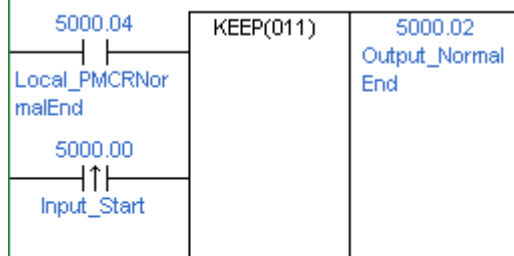 5000.04
Local_PMCRNor
malEnd
KEEP(011)
5000.02
Output_Normal
End
5000.00
Input_Start